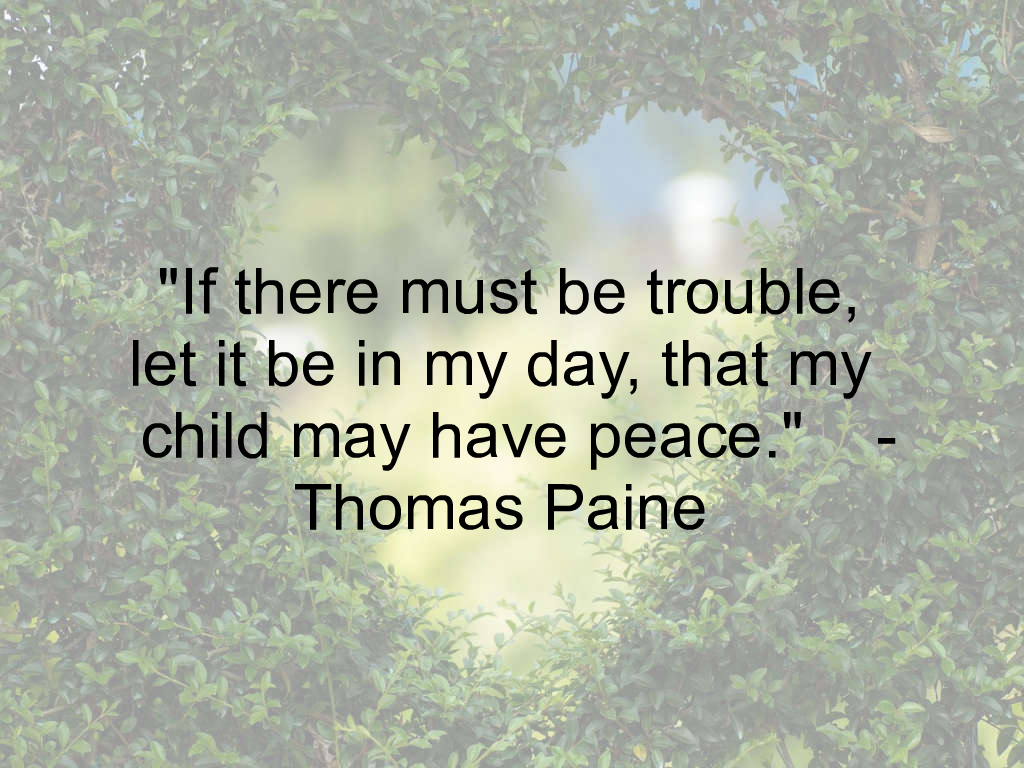 "If there must be trouble,
let it be in my day, that my
child may have peace." -
Thomas Paine